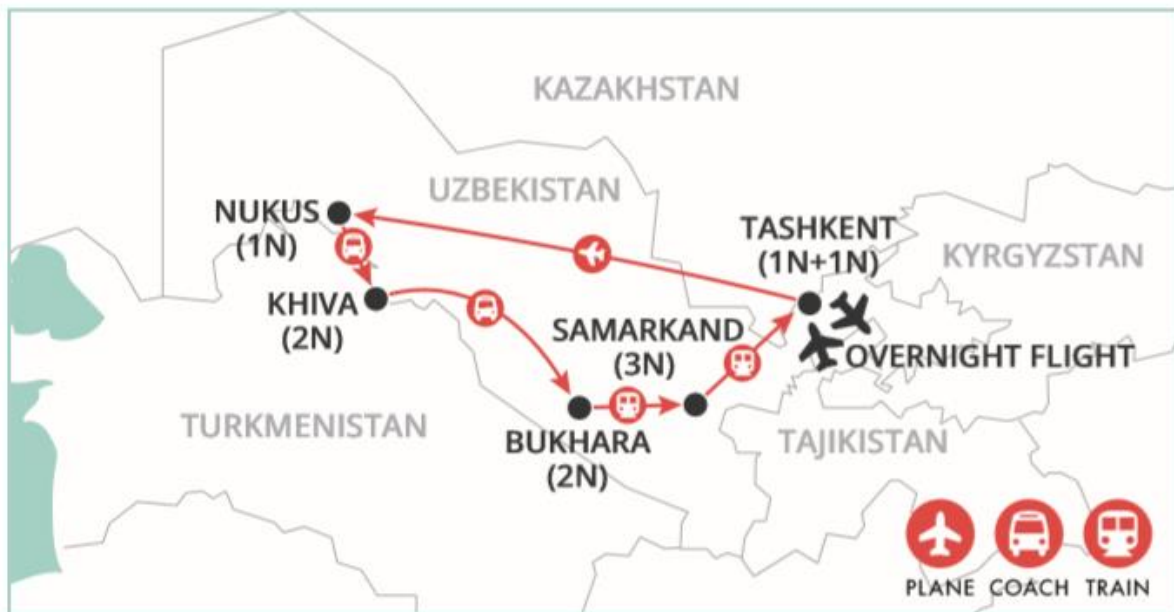 KAZAKHSTAN
UZBEKISTAN
NUKUS
(1N)
TASHKENT
(1N+1N)
KYRGYZSTAN
KHIVA
(2N)
SAMARKAND
(3N)
OVERNIGHT FLIGHT
TURKMENISTAN
BUKHARA
(2N)
TAJIKISTAN
PLANE COACH TRAIN